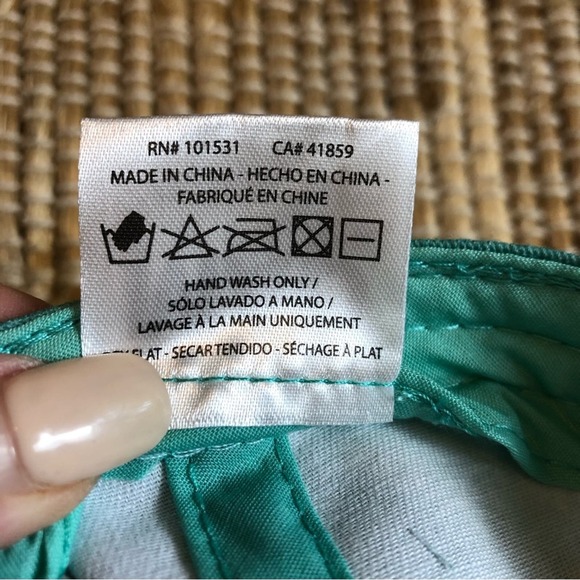 RN# 101531 CA# 41859
MADE IN CHINA - HECHO EN CHINA -
FABRIQUÉ EN CHINE
HAND WASH ONLY /
SÓLO LAVADO A MANO /
LAVAGE À LA MAIN UNIQUEMENT
FLAT - SECAR TENDIDO - SÉCHAGE À PLAT